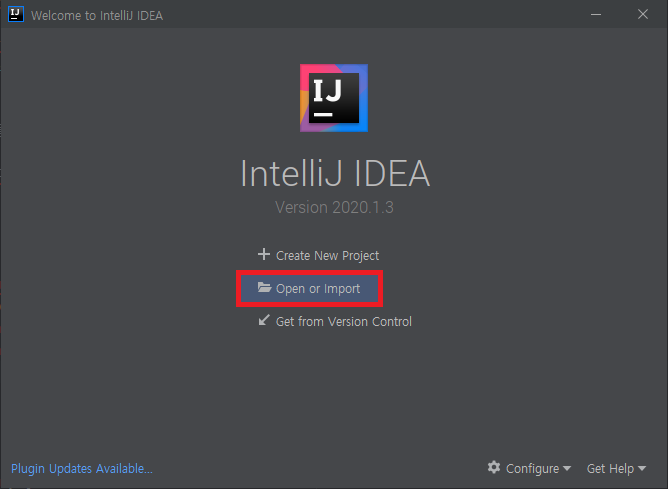 Welcome to IntelliJ IDEA
IJ
IJ
IntelliJ IDEA
Version 2020.1.3
Create New Project
Open or Import
Get from Version Control
Plugin Updates Available...
Configure
Get Help